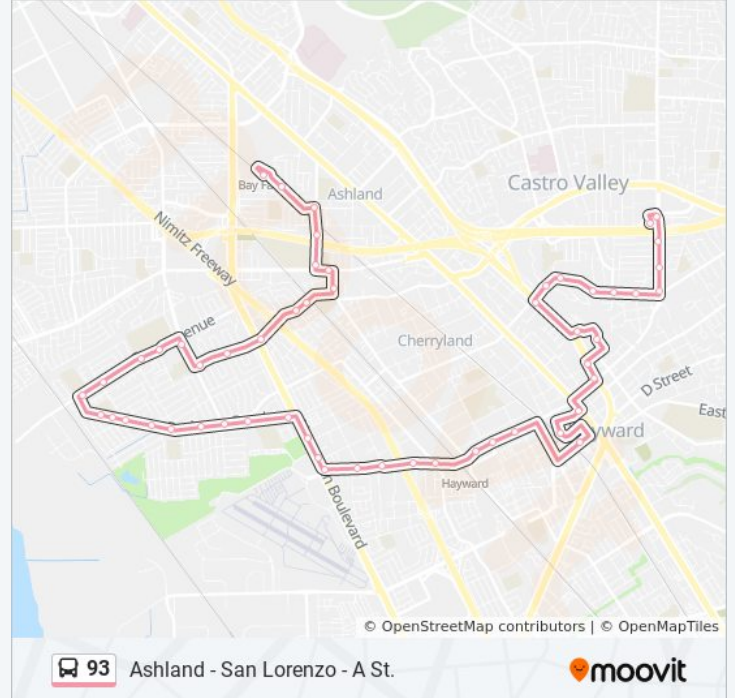 Castro Valley
Bay Fa
Ashland
Nimitz Freeway
enue
Cherryland
D Street
East
yward
Hayward
n Boulevard
© OpenStreetMap contributors | © OpenMapTiles
93 Ashland - San Lorenzo - A St.
moovit